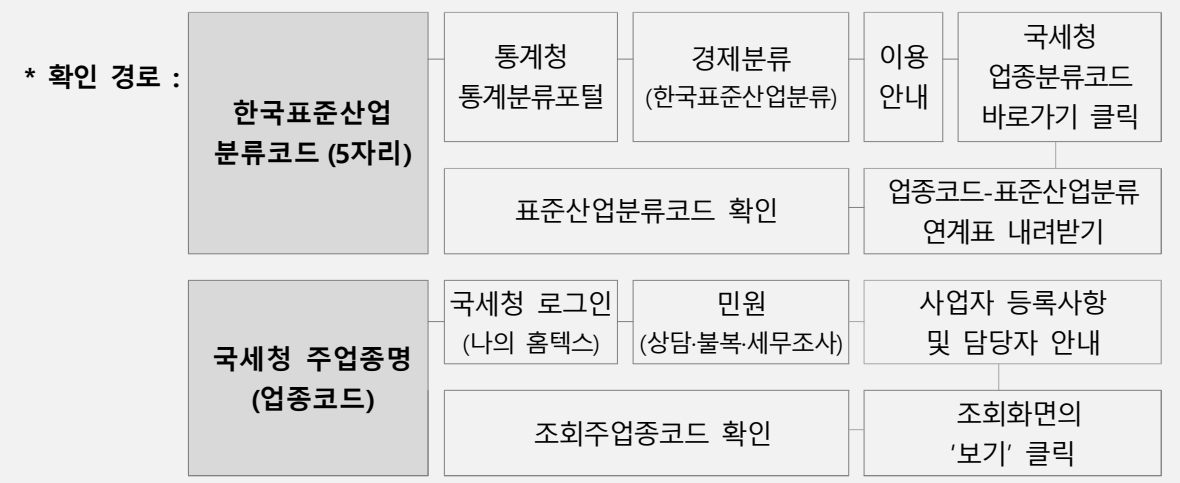 * 확인 경로 :
한국표준산업
분류코드 (5자리)
통계청
통계분류포털
경제분류
(한국표준산업분류)
이용
안내
국세청
업종분류코드
바로가기 클릭
업종코드-표준산업분류
연계표 내려받기
표준산업분류코드 확인
국세청 주업종명
(업종코드)
국세청 로그인
(나의 홈텍스)
민원
(상담·불복·세무조사)
사업자 등록사항
및 담당자 안내
조회화면의
‘보기’ 클릭
조회주업종코드 확인